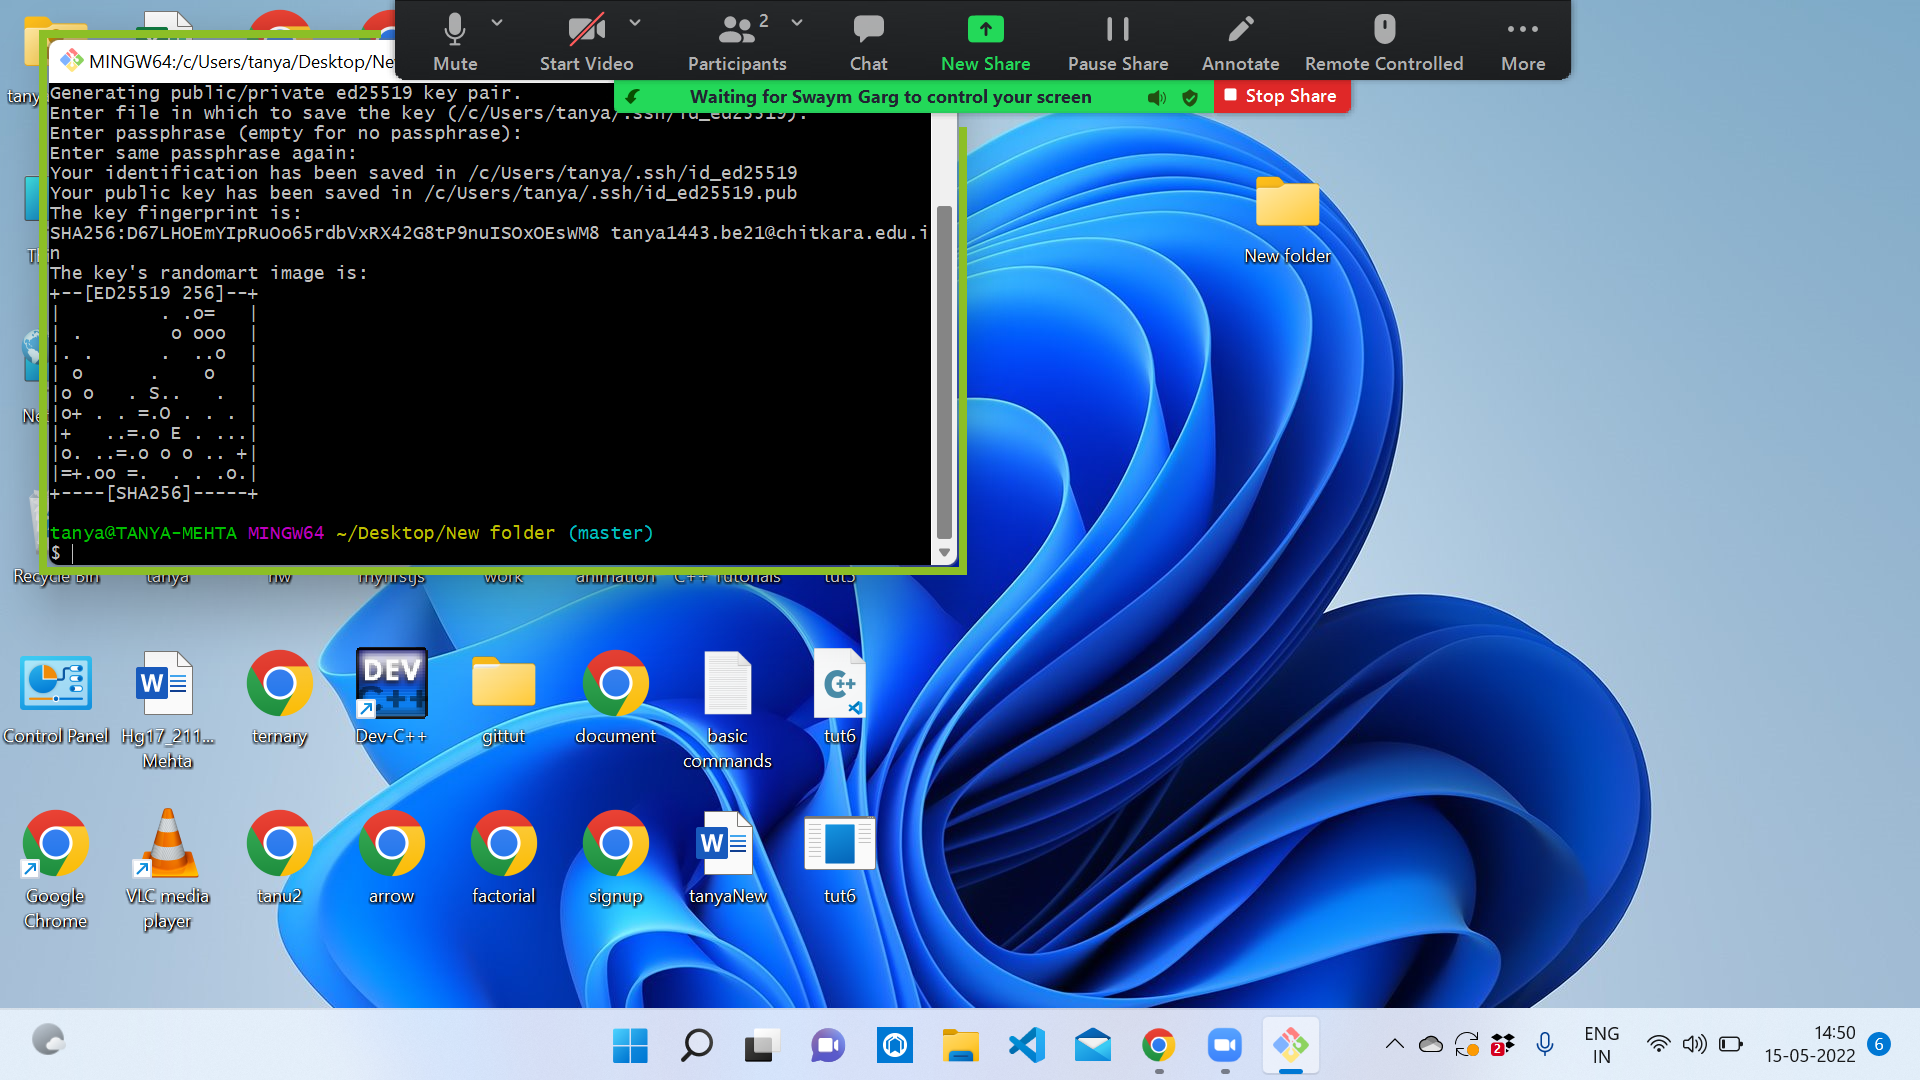 Mute
Start Video
Participants
2
Chat
New Share
Pause Share
Annotate
Remote Controlled
More
Waiting for Swaym Garg to control your screen
Stop Share
MINGW64:/c/Users/tanya/Desktop/Ne
Generating public/private ed25519 key pair.
Enter file in which to save the key (/c/Users/tanya/.ssh/id_ed25519):
Enter passphrase (empty for no passphrase):
Enter same passphrase again:
Your identification has been saved in /c/Users/tanya/.ssh/id_ed25519
Your public key has been saved in /c/Users/tanya/.ssh/id_ed25519.pub
The key fingerprint is:
SHA256:D67LHOEmYIpRuOo65rdbVxRX42G8tP9nuISOxOEsWM8 tanya1443.be21@chitkara.edu.i
n
The key's randomart image is:
+--[ED25519 256]--+
|         . .o=   |
| .        o ooo  |
|. .      .  ..o  |
| o      .    o   |
|o o   . S..   .  |
|o+ . . =.O . . . |
|+   ..=.o E . ...|
|o. ..=.o o o .. +|
|=+.oo =.  . . .o.|
+----[SHA256]-----+
tanya@TANYA-MEHTA MINGW64 ~/Desktop/New folder (master)
$
New folder
Recycle Bin
tanya
hw
myfirstjs
work
animation
C++ Tutorials
tut5
Control Panel
Hg17_211...
Mehta
ternary
DEV
C++
Dev-C++
gittut
document
basic
commands
C++
tut6
Google
Chrome
VLC media
player
tanu2
arrow
factorial
signup
tanyaNew
tut6
2
ENG
IN
14:50
15-05-2022
6